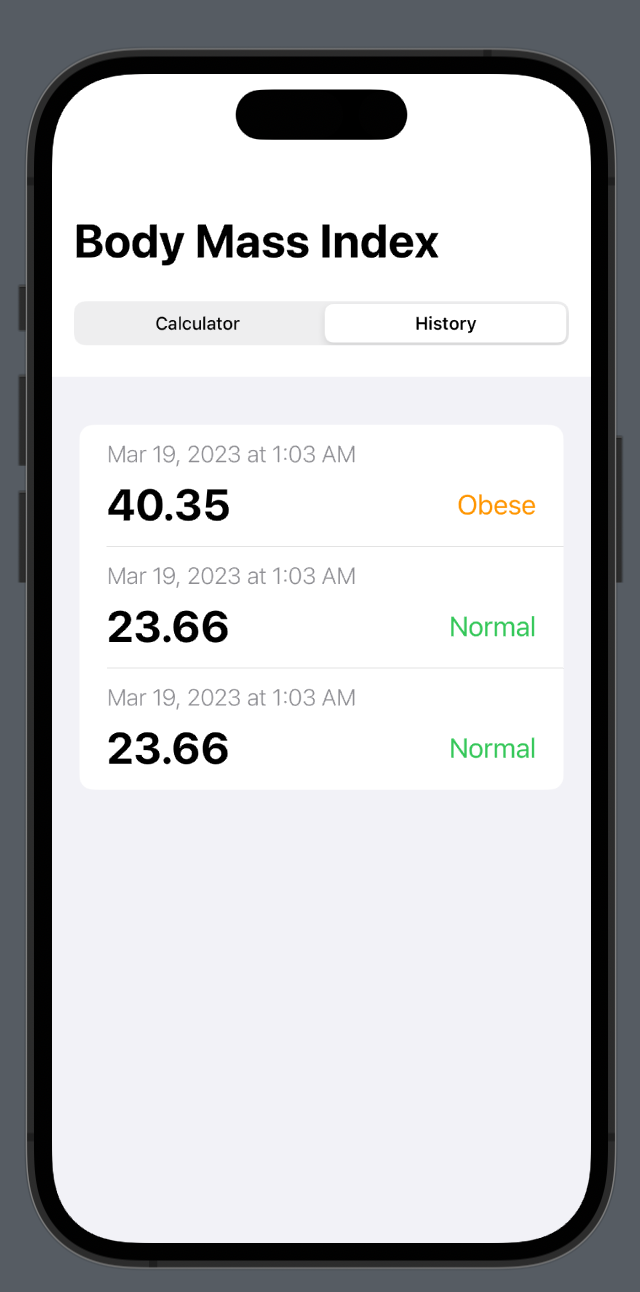 Body Mass Index
Calculator History
Mar 19, 2023 at 1:03 AM
40.35 Obese
Mar 19, 2023 at 1:03 AM
23.66 Normal
Mar 19, 2023 at 1:03 AM
23.66 Normal